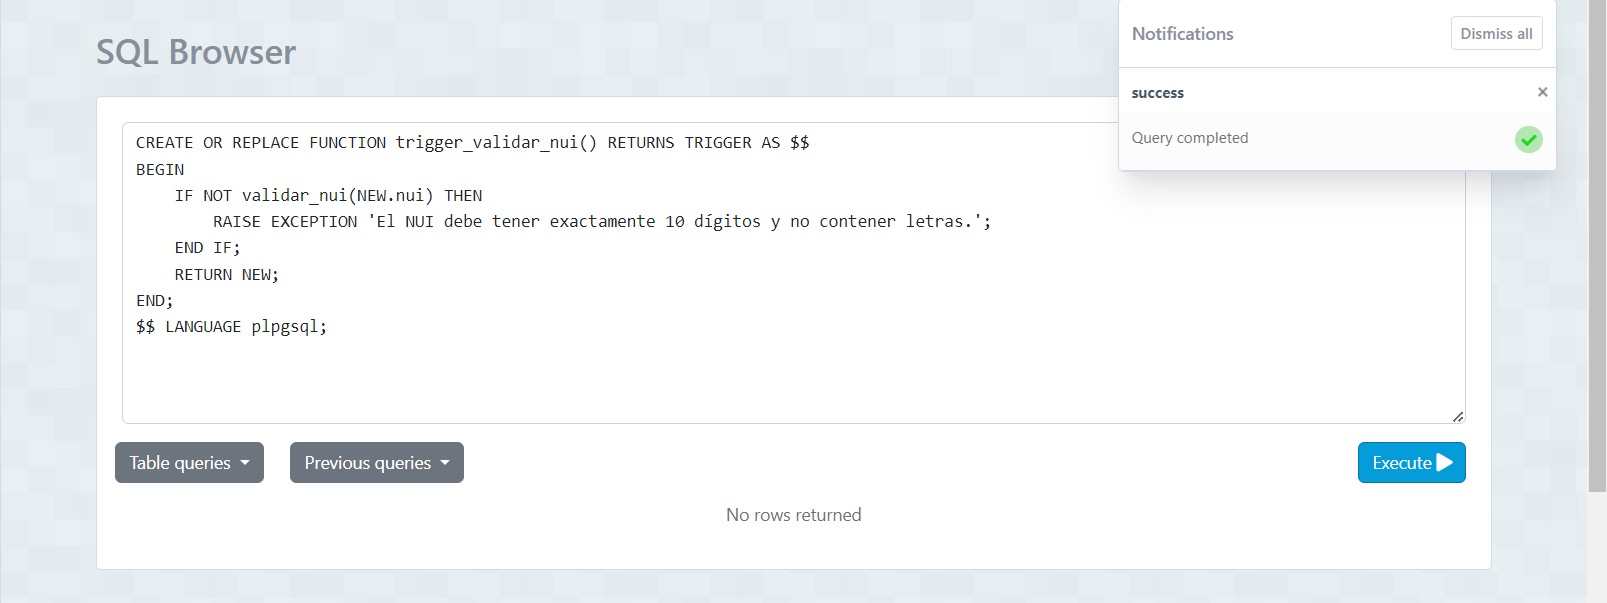 SQL Browser
Notifications
Dismiss all
success
×
Query completed
CREATE OR REPLACE FUNCTION trigger_validar_nui() RETURNS TRIGGER AS $$
BEGIN
    IF NOT validar_nui(NEW.nui) THEN
        RAISE EXCEPTION 'El NUI debe tener exactamente 10 dígitos y no contener letras.';
    END IF;
    RETURN NEW;
END;
$$ LANGUAGE plpgsql;
Table queries
Previous queries
Execute
No rows returned